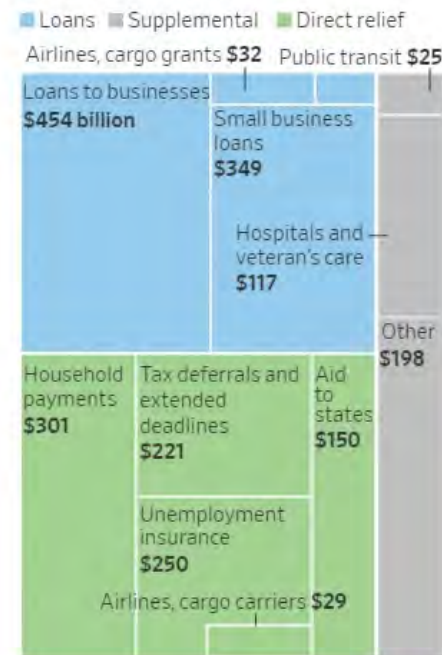 Loans Supplemental Direct relief
Airlines, cargo grants $32 Public transit $25
Loans to businesses
$454 billion
Small business
loans
$349
Hospitals and
veteran's care
$117
Other
$198
Household
payments
$301
Tax deferrals and
extended
deadlines
$221
Aid
to
states
$150
Unemployment
insurance
$250
Airlines, cargo carriers $29